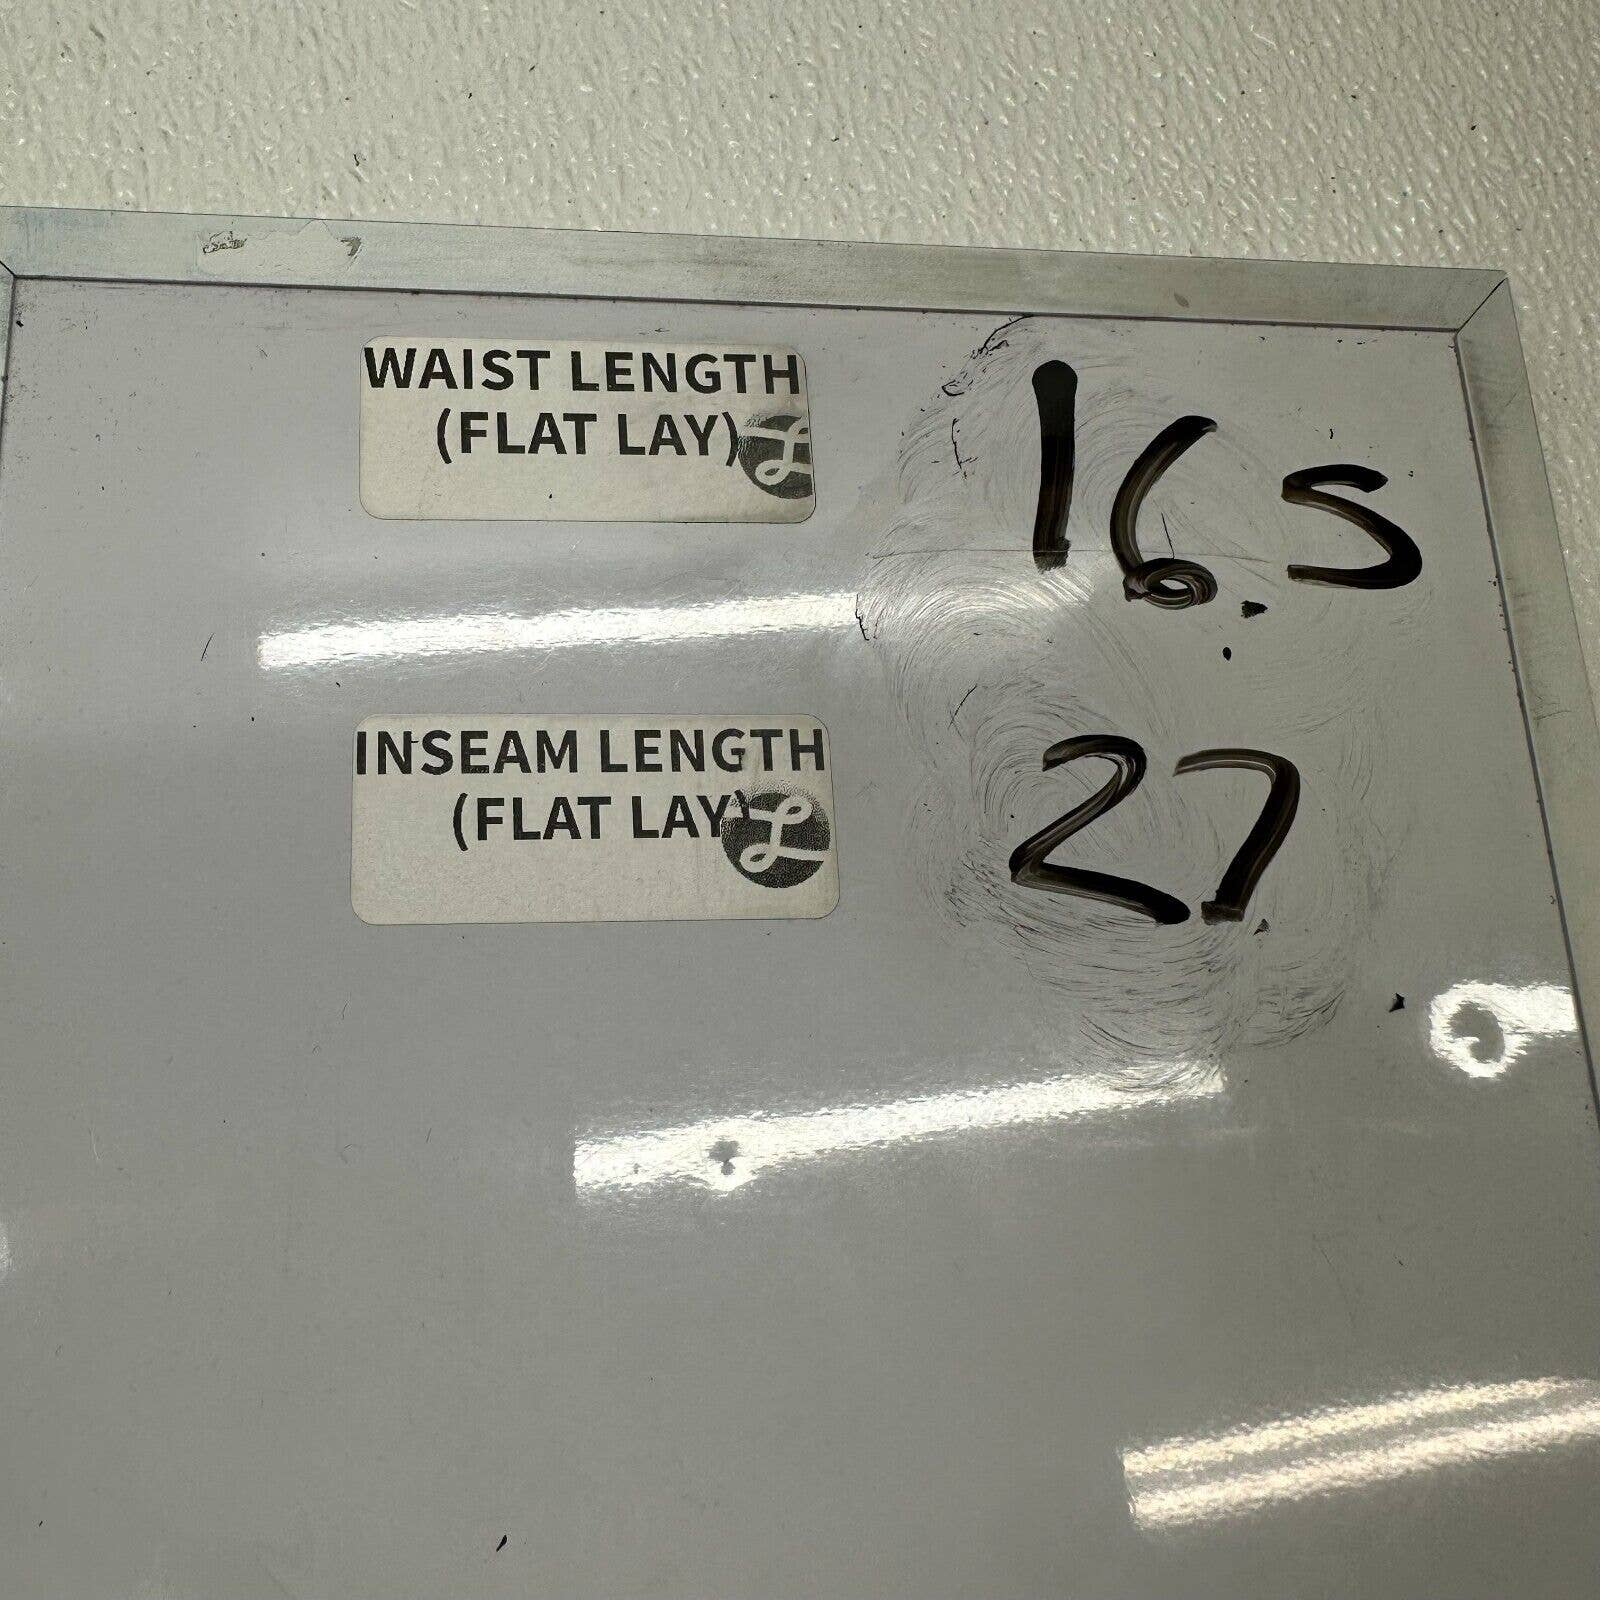 WAIST LENGTH
(FLAT LAY)
16.5
INSEAM LENGTH
(FLAT LAY)
27